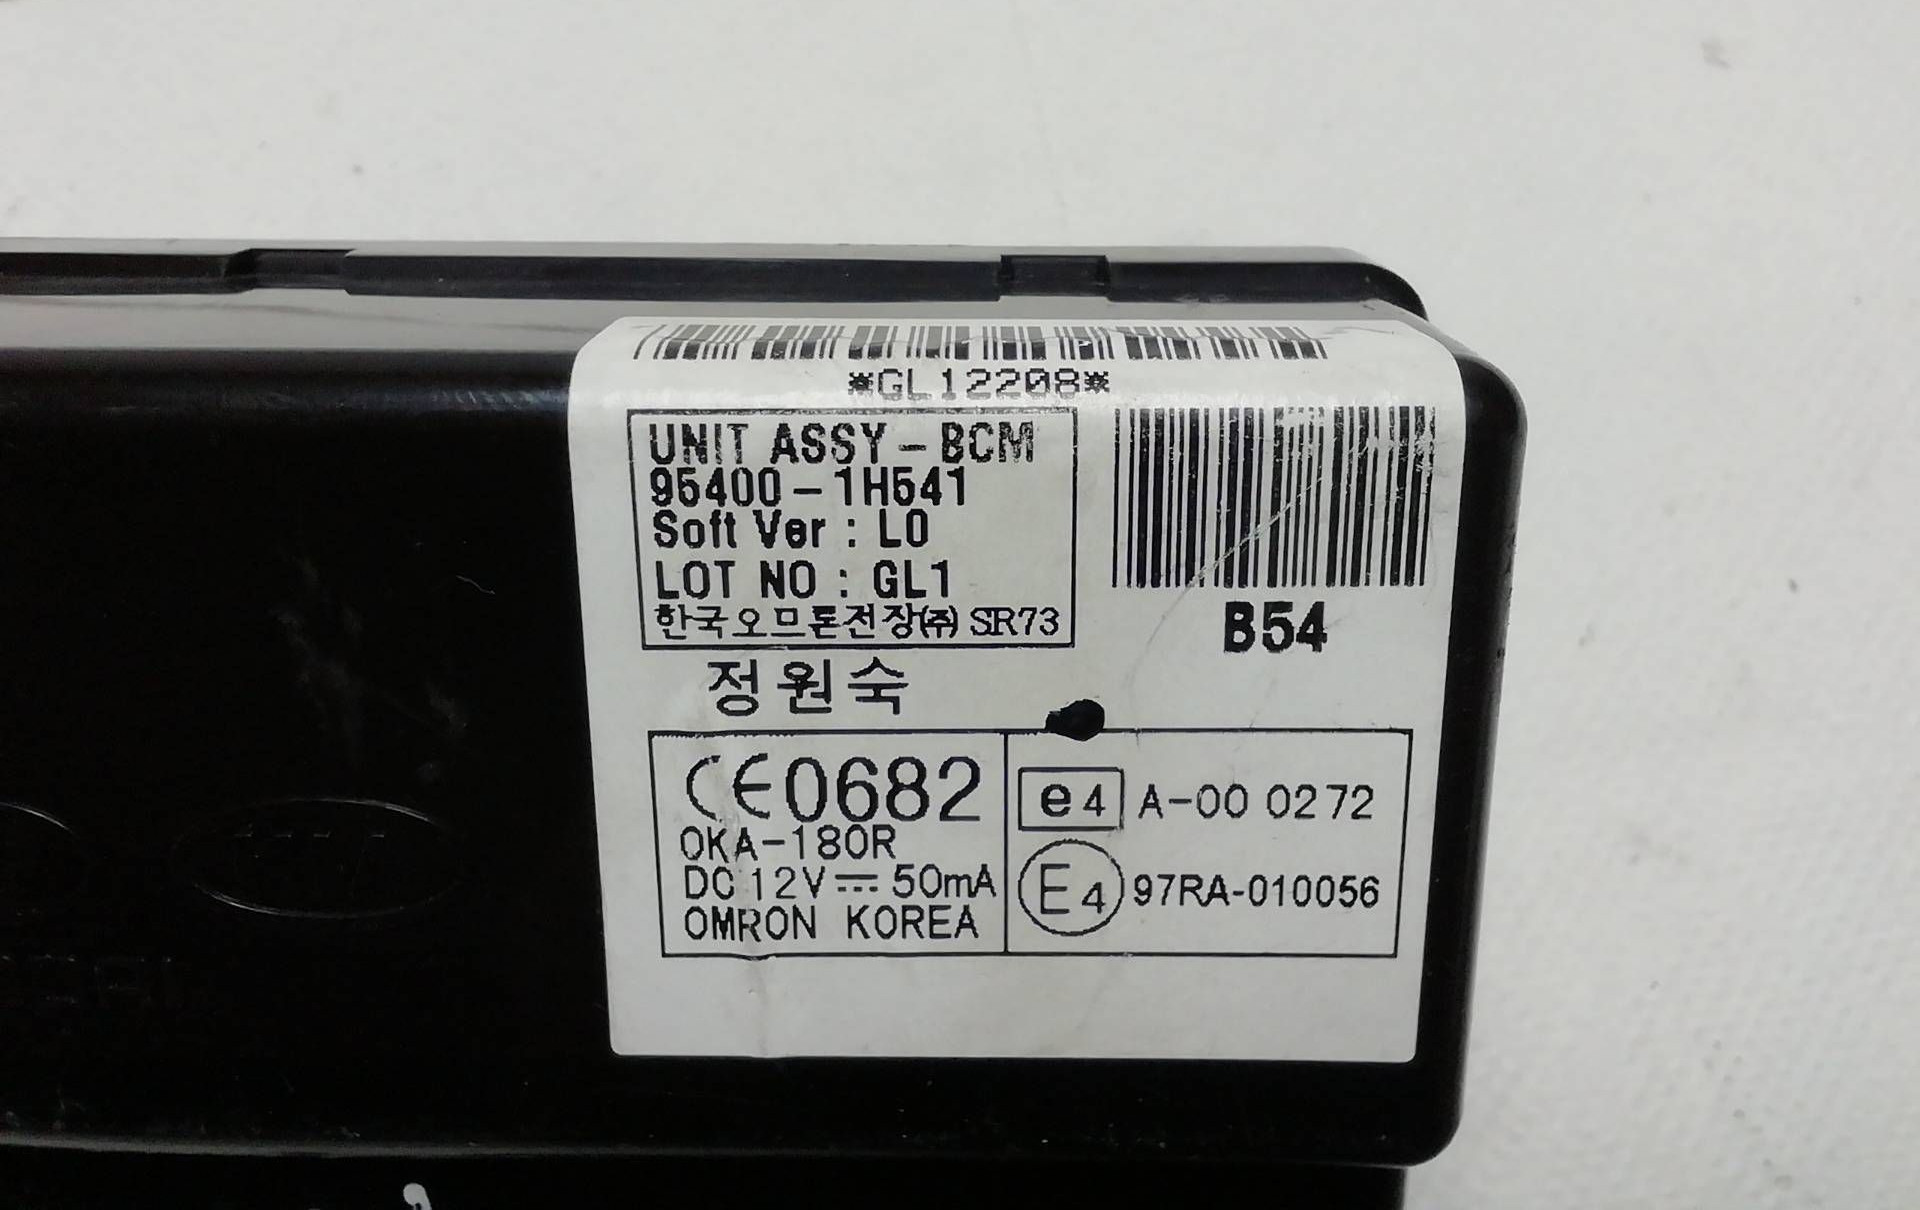 *GL12208*
UNIT ASSY-BCM
95400-1H541
Soft Ver : L0
LOT NO : GL1
한국오므론전장(주) SR73
B54
정원숙
CE0682
OKA-180R
DC 12V ⎓ 50mA
OMRON KOREA
e4 A-00 0272
E4 97RA-010056